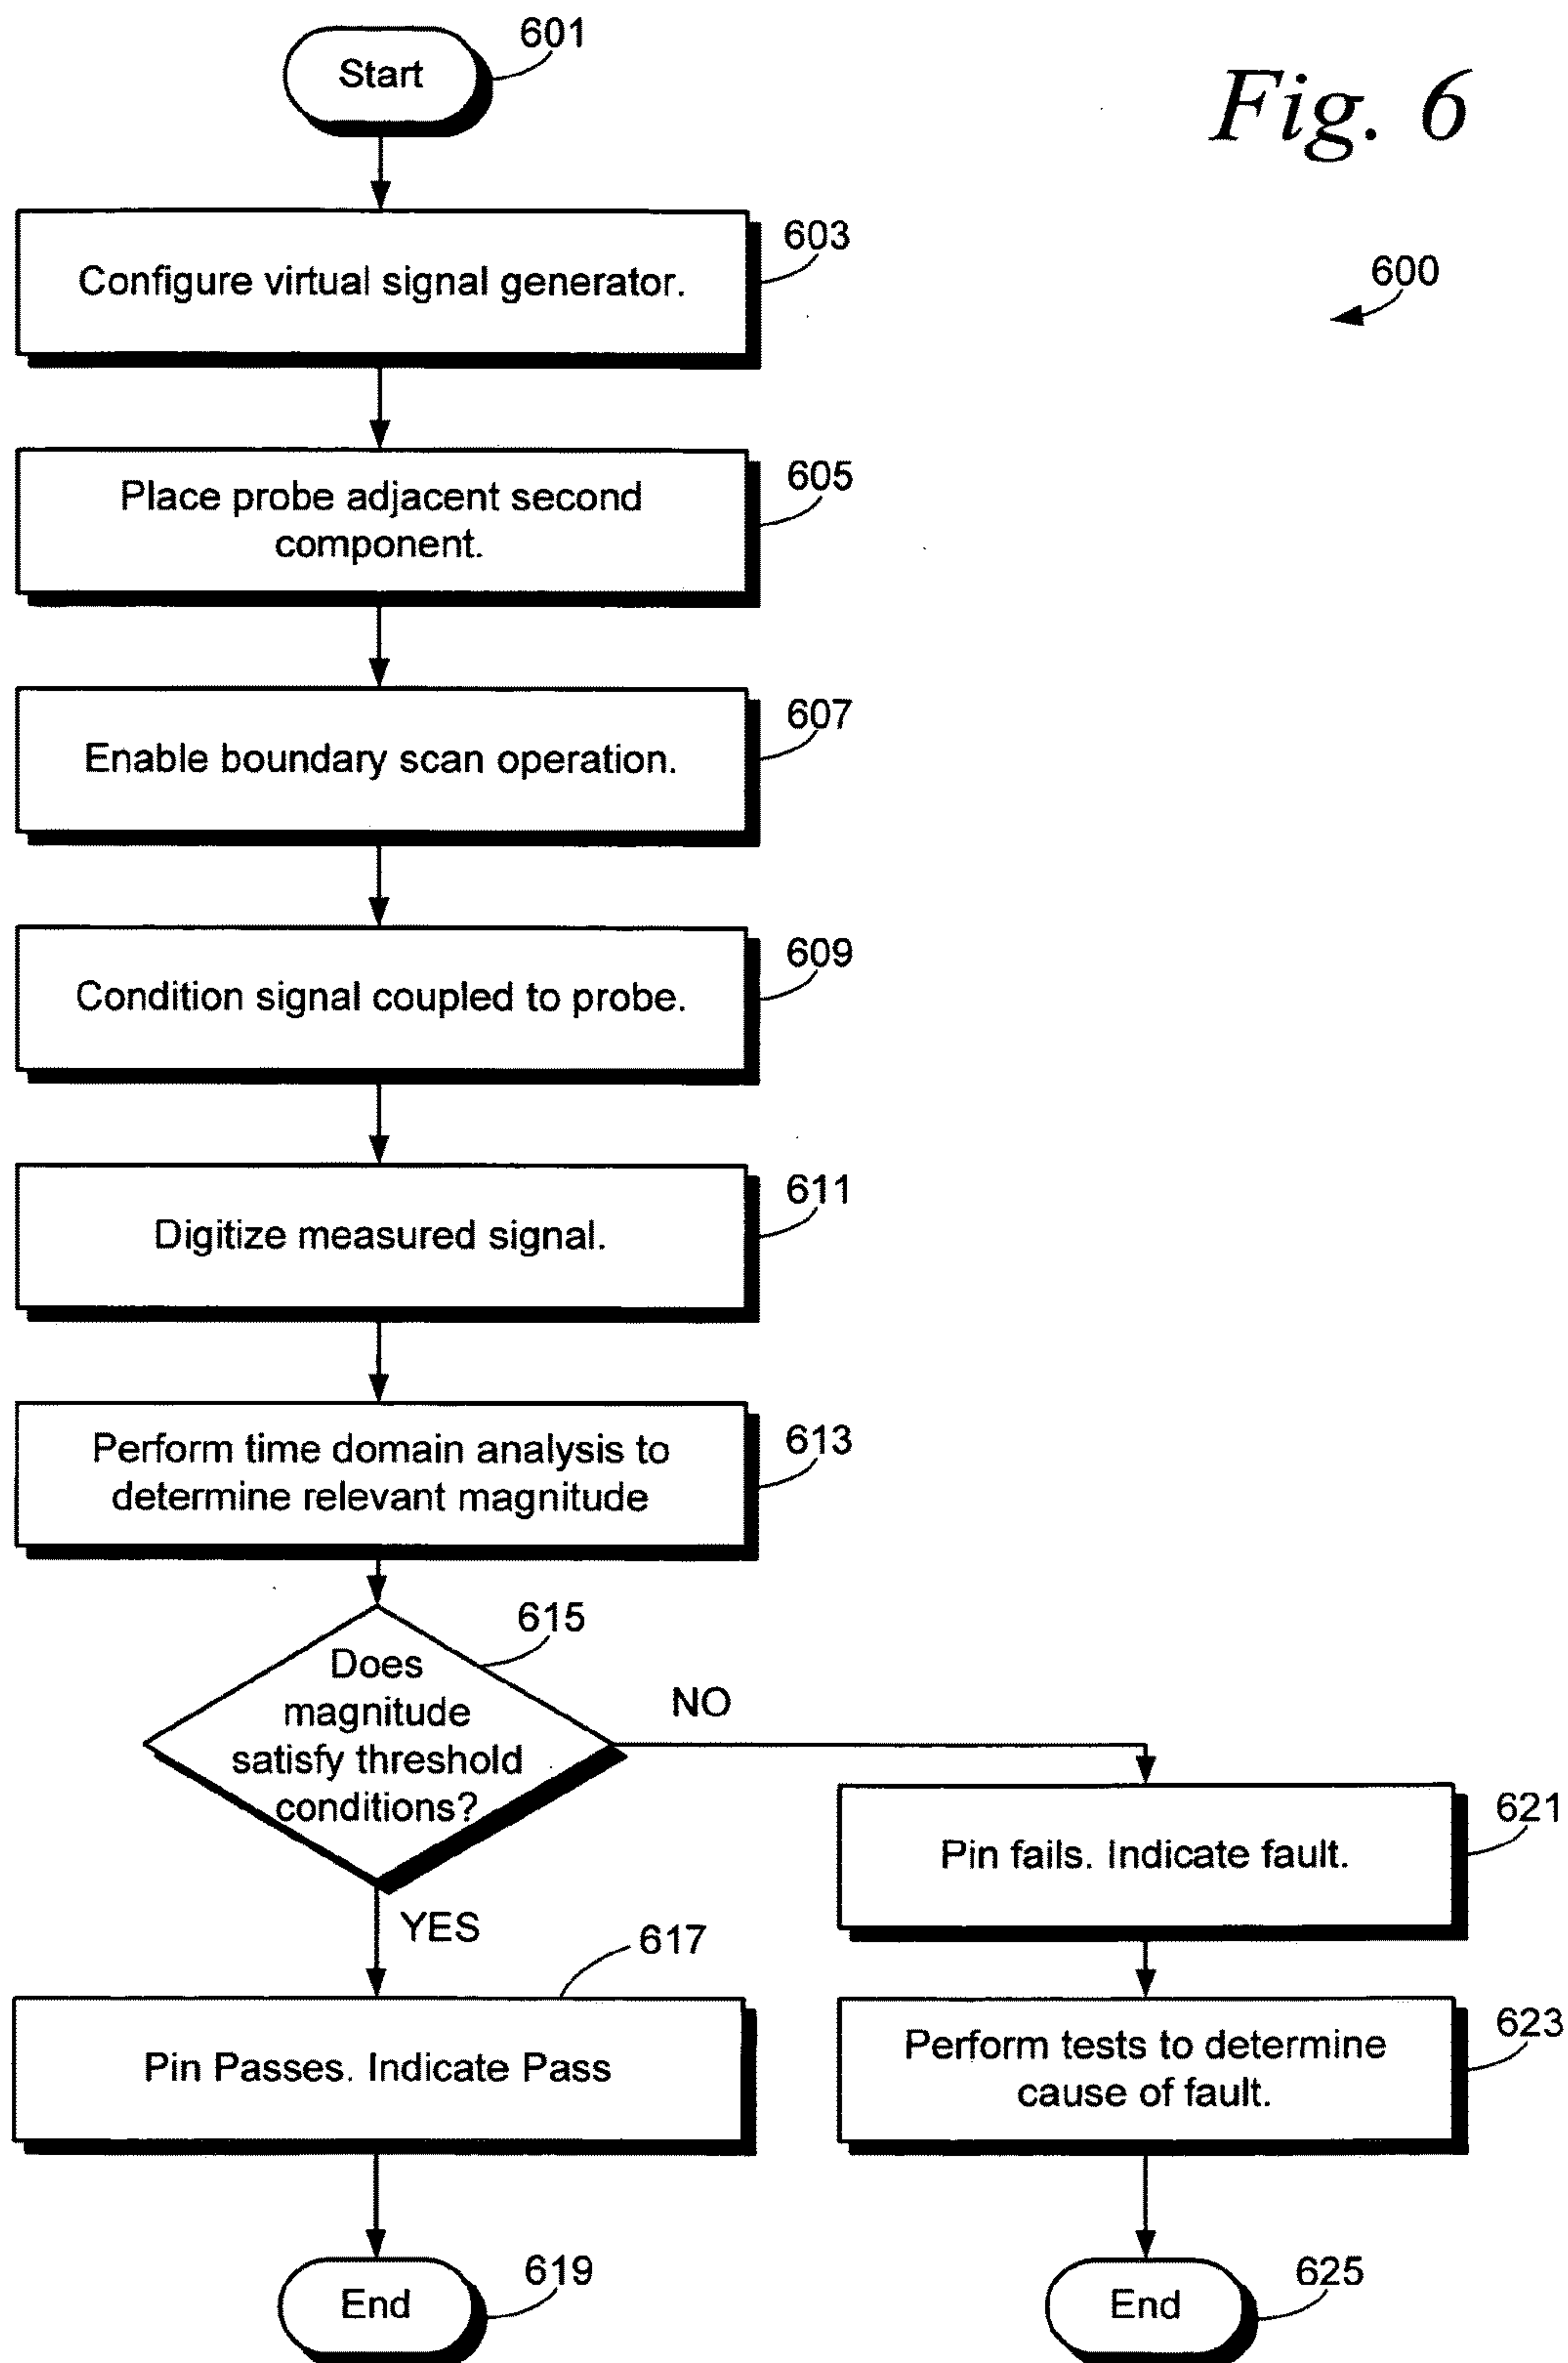 601
Start
Fig. 6
603
Configure virtual signal generator.
600
605
Place probe adjacent second
component.
607
Enable boundary scan operation.
609
Condition signal coupled to probe.
611
Digitize measured signal.
613
Perform time domain analysis to
determine relevant magnitude
615
Does
magnitude
satisfy threshold
conditions?
NO
YES
621
Pin fails. Indicate fault.
617
Pin Passes. Indicate Pass
623
Perform tests to determine
cause of fault.
619
End
625
End